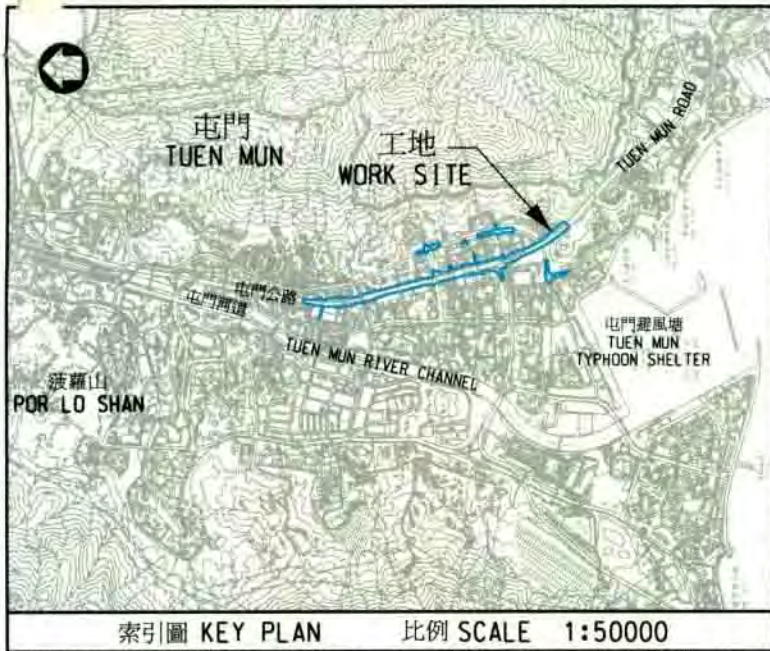 屯門
TUEN MUN
工地
WORK SITE
TUEN MUN ROAD
屯門公路
屯門河道
TUEN MUN RIVER CHANNEL
屯門避風塘
TUEN MUN
TYPHOON SHELTER
菠蘿山
POR LO SHAN
索引圖 KEY PLAN 比例 SCALE 1:50000